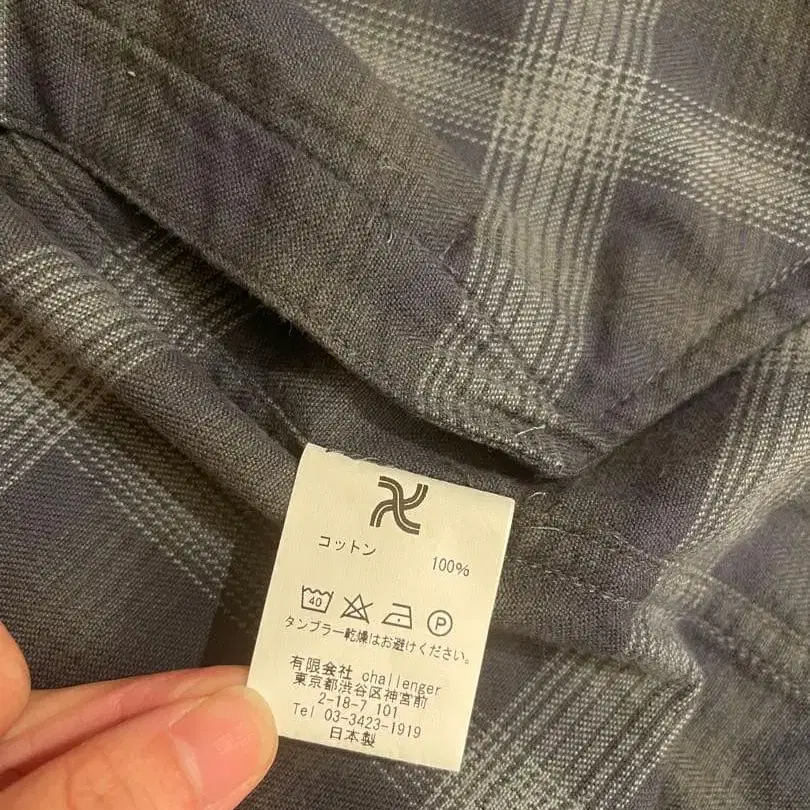 コットン 100%
40
P
タンブラー乾燥はお避けください。
有限会社 challenger
東京都渋谷区神宮前
2-18-7 101
Tel 03-3423-1919
日本製